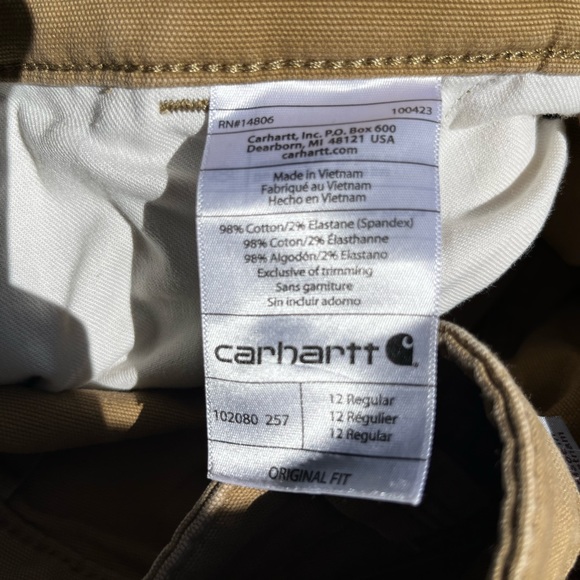 RN#14806 100423
Carhartt, Inc. P.O. Box 600
Dearborn, MI 48121 USA
carhartt.com
Made in Vietnam
Fabriqué au Vietnam
Hecho en Vietnam
98% Cotton/2% Elastane (Spandex)
98% Coton/2% Élasthanne
98% Algodón/2% Elastano
Exclusive of trimming
Sans garniture
Sin incluir adorno
carhartt
102080 257
12 Regular
12 Régulier
12 Regular
ORIGINAL FIT